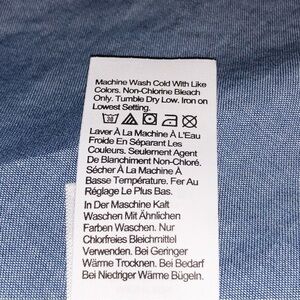 Machine Wash Cold With Like
Colors. Non-Chlorine Bleach
Only. Tumble Dry Low. Iron on
Lowest Setting.
Laver À La Machine À L'Eau
Froide En Séparant Les
Couleurs. Seulement Agent
De Blanchiment Non-Chloré.
Sécher À La Machine À
Basse Température. Fer Au
Réglage Le Plus Bas.
In Der Maschine Kalt
Waschen Mit Ähnlichen
Farben Waschen. Nur
Chlorfreies Bleichmittel
Verwenden. Bei Geringer
Wärme Trocknen. Bei Bedarf
Bei Niedriger Wärme Bügeln.